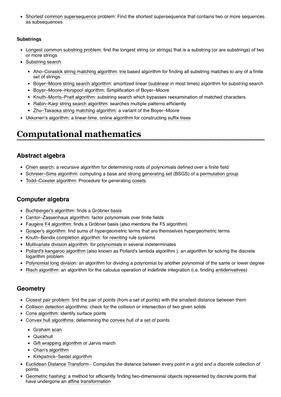 Shortest common supersequence problem: Find the shortest supersequence that contains two or more sequences
as subsequences
Substrings
Longest common substring problem: find the longest string (or strings) that is a substring (or are substrings) of two
or more strings
Substring search
Aho–Corasick string matching algorithm: trie based algorithm for finding all substring matches to any of a finite
set of strings
Boyer–Moore string search algorithm: amortized linear (sublinear in most times) algorithm for substring search
Boyer–Moore–Horspool algorithm: Simplification of Boyer–Moore
Knuth–Morris–Pratt algorithm: substring search which bypasses reexamination of matched characters
Rabin–Karp string search algorithm: searches multiple patterns efficiently
Zhu–Takaoka string matching algorithm: a variant of the Boyer–Moore
Ukkonen's algorithm: a linear-time, online algorithm for constructing suffix trees
Computational mathematics
Abstract algebra
Chien search: a recursive algorithm for determining roots of polynomials defined over a finite field
Schreier–Sims algorithm: computing a base and strong generating set (BSGS) of a permutation group
Todd–Coxeter algorithm: Procedure for generating cosets.
Computer algebra
Buchberger's algorithm: finds a Gröbner basis
Cantor–Zassenhaus algorithm: factor polynomials over finite fields
Faugère F4 algorithm: finds a Gröbner basis (also mentions the F5 algorithm)
Gosper's algorithm: find sums of hypergeometric terms that are themselves hypergeometric terms
Knuth–Bendix completion algorithm: for rewriting rule systems
Multivariate division algorithm: for polynomials in several indeterminates
Pollard's kangaroo algorithm (also known as Pollard's lambda algorithm ): an algorithm for solving the discrete
logarithm problem
Polynomial long division: an algorithm for dividing a polynomial by another polynomial of the same or lower degree
Risch algorithm: an algorithm for the calculus operation of indefinite integration (i.e. finding antiderivatives)
Geometry
Closest pair problem: find the pair of points (from a set of points) with the smallest distance between them
Collision detection algorithms: check for the collision or intersection of two given solids
Cone algorithm: identify surface points
Convex hull algorithms: determining the convex hull of a set of points
Graham scan
Quickhull
Gift wrapping algorithm or Jarvis march
Chan's algorithm
Kirkpatrick–Seidel algorithm
Euclidean Distance Transform - Computes the distance between every point in a grid and a discrete collection of
points.
Geometric hashing: a method for efficiently finding two-dimensional objects represented by discrete points that
have undergone an affine transformation